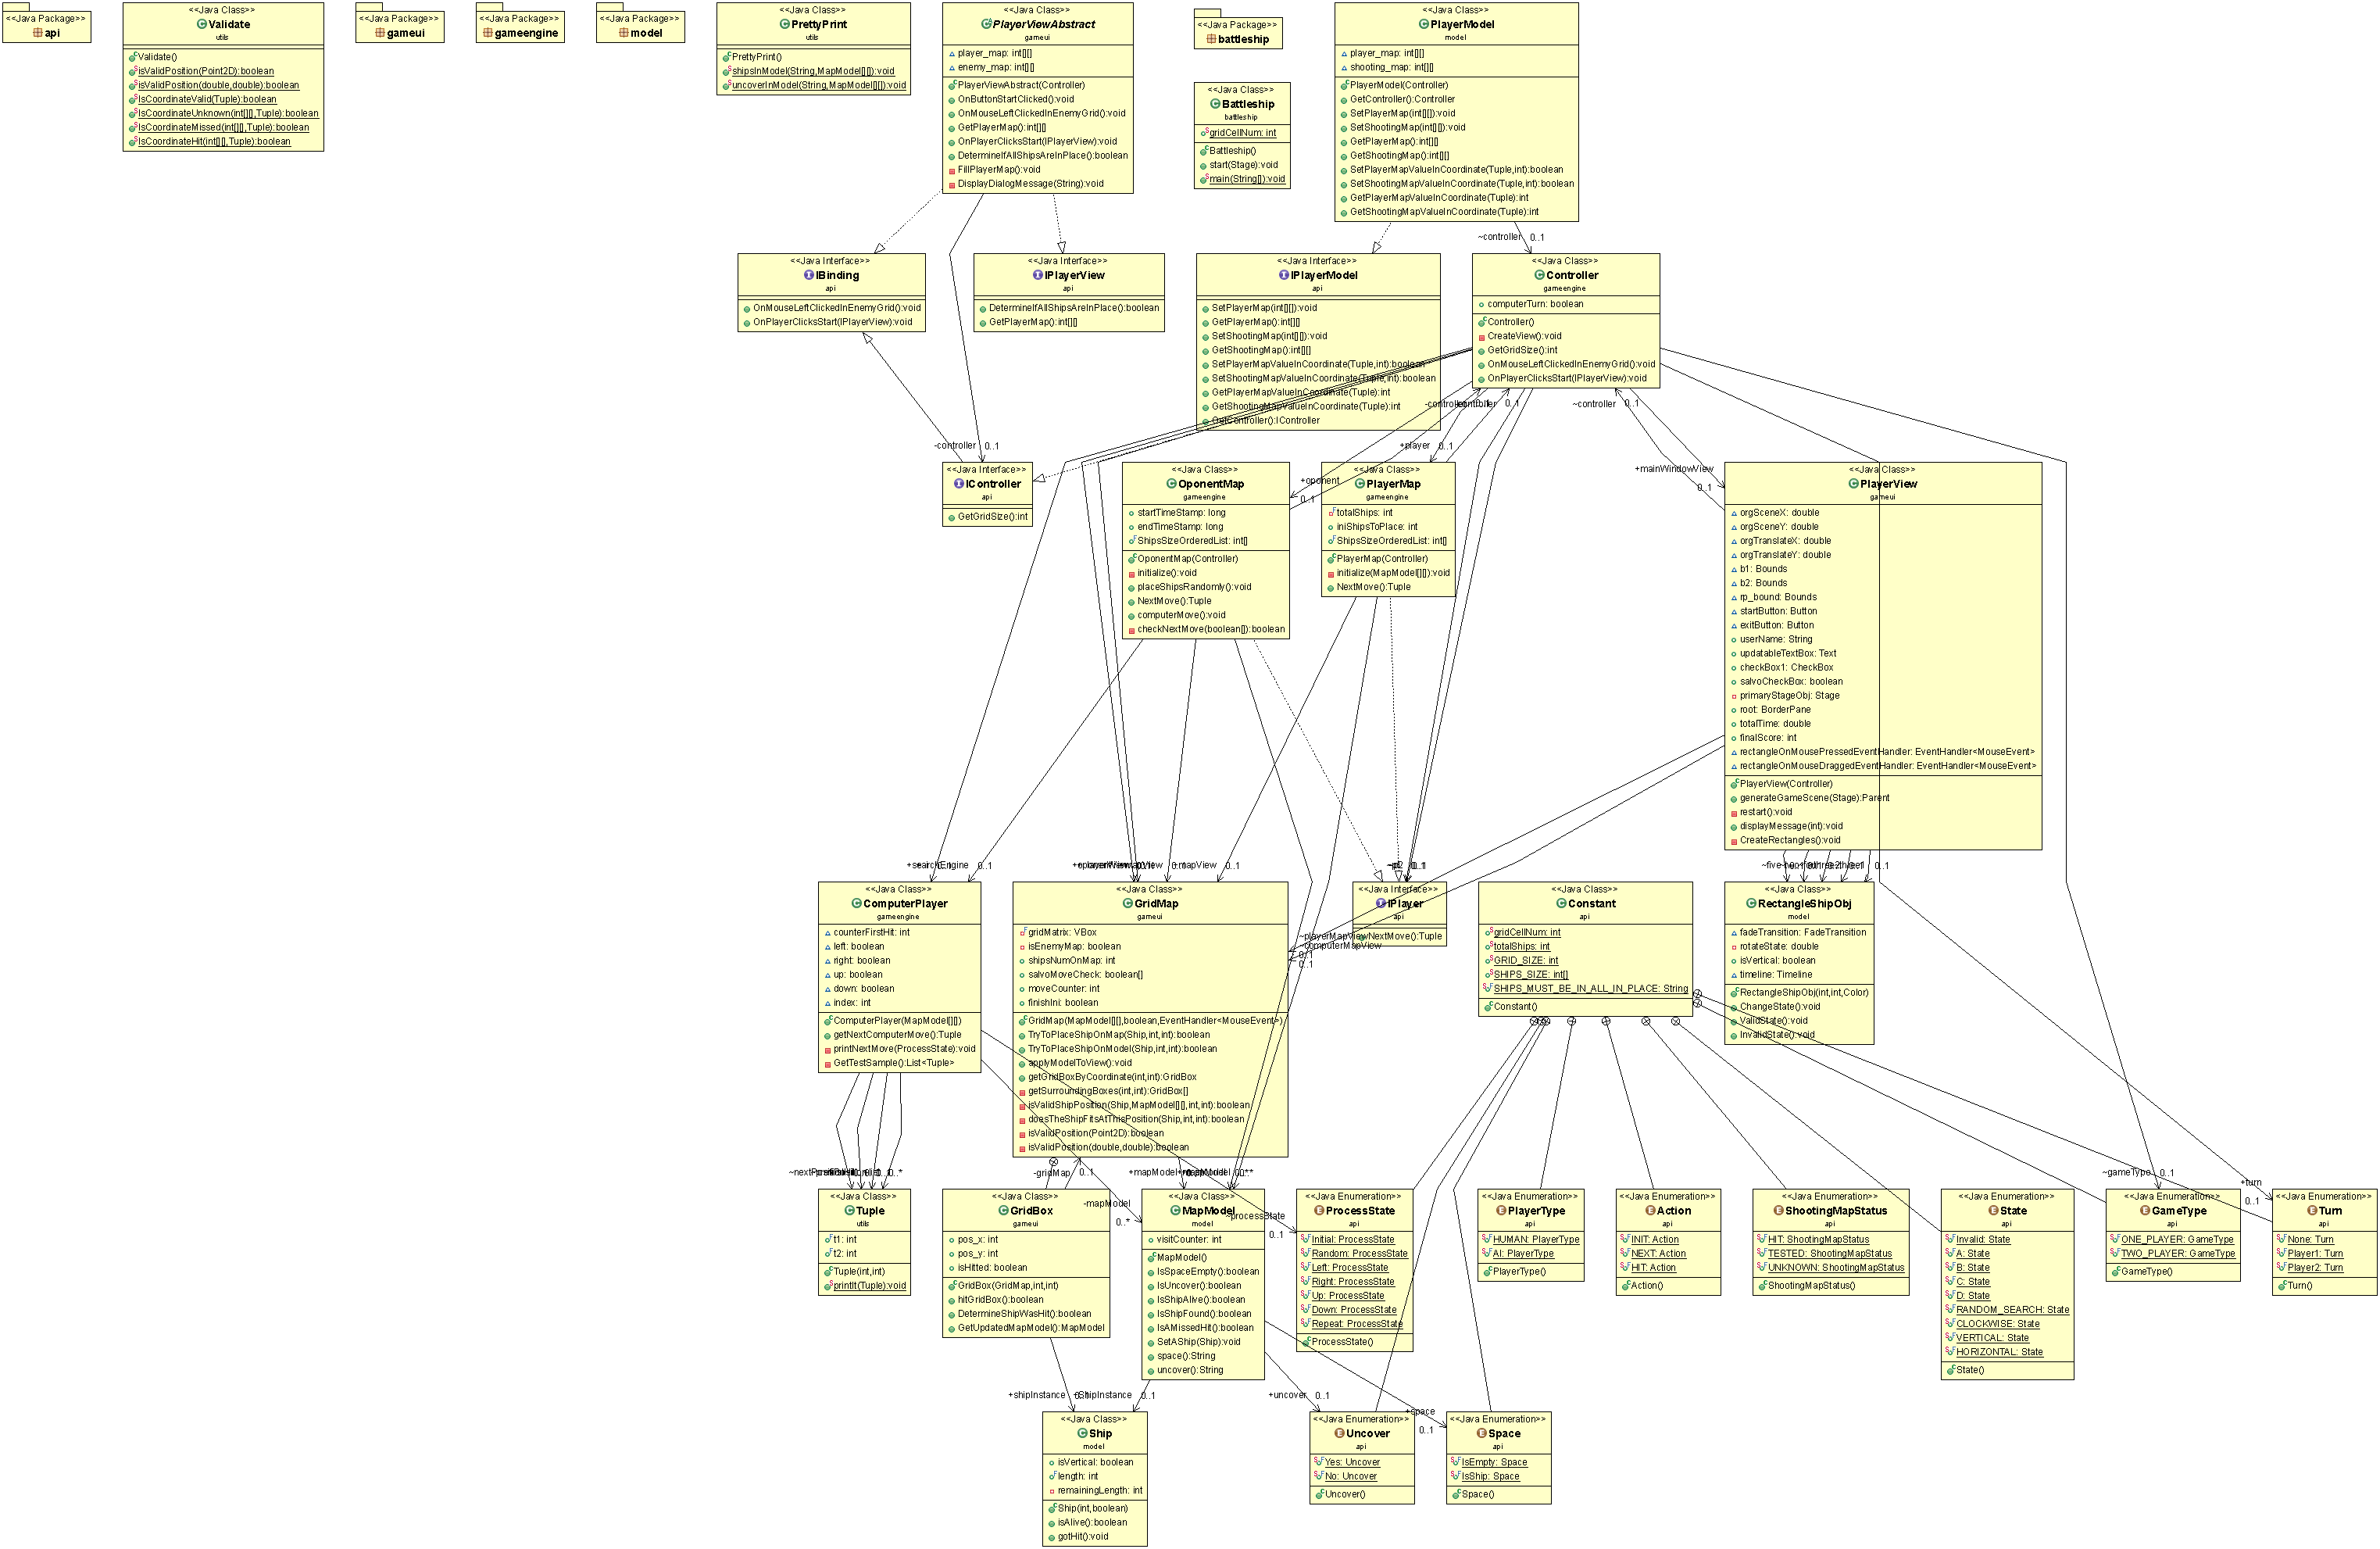 <<Java Package>>
api
<<Java Class>>
Validate
utils
Validate()
isValidPosition(Point2D):boolean
isValidPosition(double,double):boolean
IsCoordinateValid(Tuple):boolean
IsCoordinateUnknown(int[][],Tuple):boolean
IsCoordinateMissed(int[][],Tuple):boolean
IsCoordinateHit(int[][],Tuple):boolean
<<Java Package>>
gameui
<<Java Package>>
gameengine
<<Java Package>>
model
<<Java Class>>
PrettyPrint
utils
PrettyPrint()
shipsInModel(String,MapModel[][]):void
uncoverInModel(String,MapModel[][]):void
<<Java Class>>
PlayerViewAbstract
gameui
player_map: int[][]
enemy_map: int[][]
PlayerViewAbstract(Controller)
OnButtonStartClicked():void
OnMouseLeftClickedInEnemyGrid():void
GetPlayerMap():int[][]
OnPlayerClicksStart(IPlayerView):void
DetermineIfAllShipsAreInPlace():boolean
FillPlayerMap():void
DisplayDialogMessage(String):void
<<Java Package>>
battleship
<<Java Class>>
Battleship
battleship
gridCellNum: int
Battleship()
start(Stage):void
main(String[]):void
<<Java Class>>
PlayerModel
model
player_map: int[][]
shooting_map: int[][]
PlayerModel(Controller)
GetController():Controller
SetPlayerMap(int[][]):void
SetShootingMap(int[][]):void
GetPlayerMap():int[][]
GetShootingMap():int[][]
SetPlayerMapValueInCoordinate(Tuple,int):boolean
SetShootingMapValueInCoordinate(Tuple,int):boolean
GetPlayerMapValueInCoordinate(Tuple):int
GetShootingMapValueInCoordinate(Tuple):int
~controller 0..1
<<Java Interface>>
IBinding
api
OnMouseLeftClickedInEnemyGrid():void
OnPlayerClicksStart(IPlayerView):void
<<Java Interface>>
IPlayerView
api
DetermineIfAllShipsAreInPlace():boolean
GetPlayerMap():int[][]
<<Java Interface>>
IPlayerModel
api
SetPlayerMap(int[][]):void
GetPlayerMap():int[][]
SetShootingMap(int[][]):void
GetShootingMap():int[][]
SetPlayerMapValueInCoordinate(Tuple,int):boolean
SetShootingMapValueInCoordinate(Tuple,int):boolean
GetPlayerMapValueInCoordinate(Tuple):int
GetShootingMapValueInCoordinate(Tuple):int
GetController():IController
<<Java Class>>
Controller
gameengine
computerTurn: boolean
Controller()
CreateView():void
GetGridSize():int
OnMouseLeftClickedInEnemyGrid():void
OnPlayerClicksStart(IPlayerView):void
-controller
0..1
~controller 0..1
-controller 0..1
+player 0..1
+oponent
0..1
+mainWindowView
0..1
<<Java Interface>>
IController
api
GetGridSize():int
<<Java Class>>
OponentMap
gameengine
startTimeStamp: long
endTimeStamp: long
ShipsSizeOrderedList: int[]
OponentMap(Controller)
initialize():void
placeShipsRandomly():void
NextMove():Tuple
computerMove():void
checkNextMove(boolean[]):boolean
<<Java Class>>
PlayerMap
gameengine
totalShips: int
iniShipsToPlace: int
ShipsSizeOrderedList: int[]
PlayerMap(Controller)
initialize(MapModel[][]):void
NextMove():Tuple
<<Java Class>>
PlayerView
gameui
orgSceneX: double
orgSceneY: double
orgTranslateX: double
orgTranslateY: double
b1: Bounds
b2: Bounds
rp_bound: Bounds
startButton: Button
exitButton: Button
userName: String
updatableTextBox: Text
checkBox1: CheckBox
salvoCheckBox: boolean
primaryStageObj: Stage
root: BorderPane
totalTime: double
finalScore: int
rectangleOnMousePressedEventHandler: EventHandler<MouseEvent>
rectangleOnMouseDraggedEventHandler: EventHandler<MouseEvent>
PlayerView(Controller)
generateGameScene(Stage):Parent
restart():void
displayMessage(int):void
CreateRectangles():void
0..1
+mapView 0..1
0..1
<<Java Class>>
ComputerPlayer
gameengine
counterFirstHit: int
left: boolean
right: boolean
up: boolean
down: boolean
index: int
ComputerPlayer(MapModel[][])
getNextComputerMove():Tuple
printNextMove(ProcessState):void
GetTestSample():List<Tuple>
<<Java Class>>
GridMap
gameui
gridMatrix: VBox
isEnemyMap: boolean
shipsNumOnMap: int
salvoMoveCheck: boolean[]
moveCounter: int
finishIni: boolean
GridMap(MapModel[][],boolean,EventHandler<MouseEvent>)
TryToPlaceShipOnMap(Ship,int,int):boolean
TryToPlaceShipOnModel(Ship,int,int):boolean
applyModelToView():void
getGridBoxByCoordinate(int,int):GridBox
getSurroundingBoxes(int,int):GridBox[]
isValidShipPosition(Ship,MapModel[][],int,int):boolean
doesTheShipFitsAtThisPosition(Ship,int,int):boolean
isValidPosition(Point2D):boolean
isValidPosition(double,double):boolean
<<Java Interface>>
IPlayer
api
NextMove():Tuple
~playerMapView
0..1
~computerMapView
0..1
<<Java Class>>
Constant
api
gridCellNum: int
totalShips: int
GRID_SIZE: int
SHIPS_SIZE: int[]
SHIPS_MUST_BE_IN_ALL_IN_PLACE: String
Constant()
<<Java Class>>
RectangleShipObj
model
fadeTransition: FadeTransition
rotateState: double
isVertical: boolean
timeline: Timeline
RectangleShipObj(int,int,Color)
ChangeState():void
ValidState():void
InvalidState():void
0..*
-gridMap 0..1
+mapModel
-mapModel
0..*
~processState
0..1
~gameType 0..1
+turn
0..1
<<Java Class>>
Tuple
utils
t1: int
t2: int
Tuple(int,int)
printIt(Tuple):void
<<Java Class>>
GridBox
gameui
pos_x: int
pos_y: int
isHitted: boolean
GridBox(GridMap,int,int)
hitGridBox():boolean
DetermineShipWasHit():boolean
GetUpdatedMapModel():MapModel
<<Java Class>>
MapModel
model
visitCounter: int
MapModel()
IsSpaceEmpty():boolean
IsUncover():boolean
IsShipAlive():boolean
IsShipFound():boolean
IsAMissedHit():boolean
SetAShip(Ship):void
space():String
uncover():String
<<Java Enumeration>>
ProcessState
api
Initial: ProcessState
Random: ProcessState
Left: ProcessState
Right: ProcessState
Up: ProcessState
Down: ProcessState
Repeat: ProcessState
ProcessState()
<<Java Enumeration>>
PlayerType
api
HUMAN: PlayerType
AI: PlayerType
PlayerType()
<<Java Enumeration>>
Action
api
INIT: Action
NEXT: Action
HIT: Action
Action()
<<Java Enumeration>>
ShootingMapStatus
api
HIT: ShootingMapStatus
TESTED: ShootingMapStatus
UNKNOWN: ShootingMapStatus
ShootingMapStatus()
<<Java Enumeration>>
State
api
Invalid: State
A: State
B: State
C: State
D: State
RANDOM_SEARCH: State
CLOCKWISE: State
VERTICAL: State
HORIZONTAL: State
State()
<<Java Enumeration>>
GameType
api
ONE_PLAYER: GameType
TWO_PLAYER: GameType
GameType()
<<Java Enumeration>>
Turn
api
None: Turn
Player1: Turn
Player2: Turn
Turn()
+shipInstance
+ShipInstance 0..1
+uncover 0..1
+space
0..1
<<Java Class>>
Ship
model
isVertical: boolean
length: int
remainingLength: int
Ship(int,boolean)
isAlive():boolean
gotHit():void
<<Java Enumeration>>
Uncover
api
Yes: Uncover
No: Uncover
Uncover()
<<Java Enumeration>>
Space
api
IsEmpty: Space
IsShip: Space
Space()